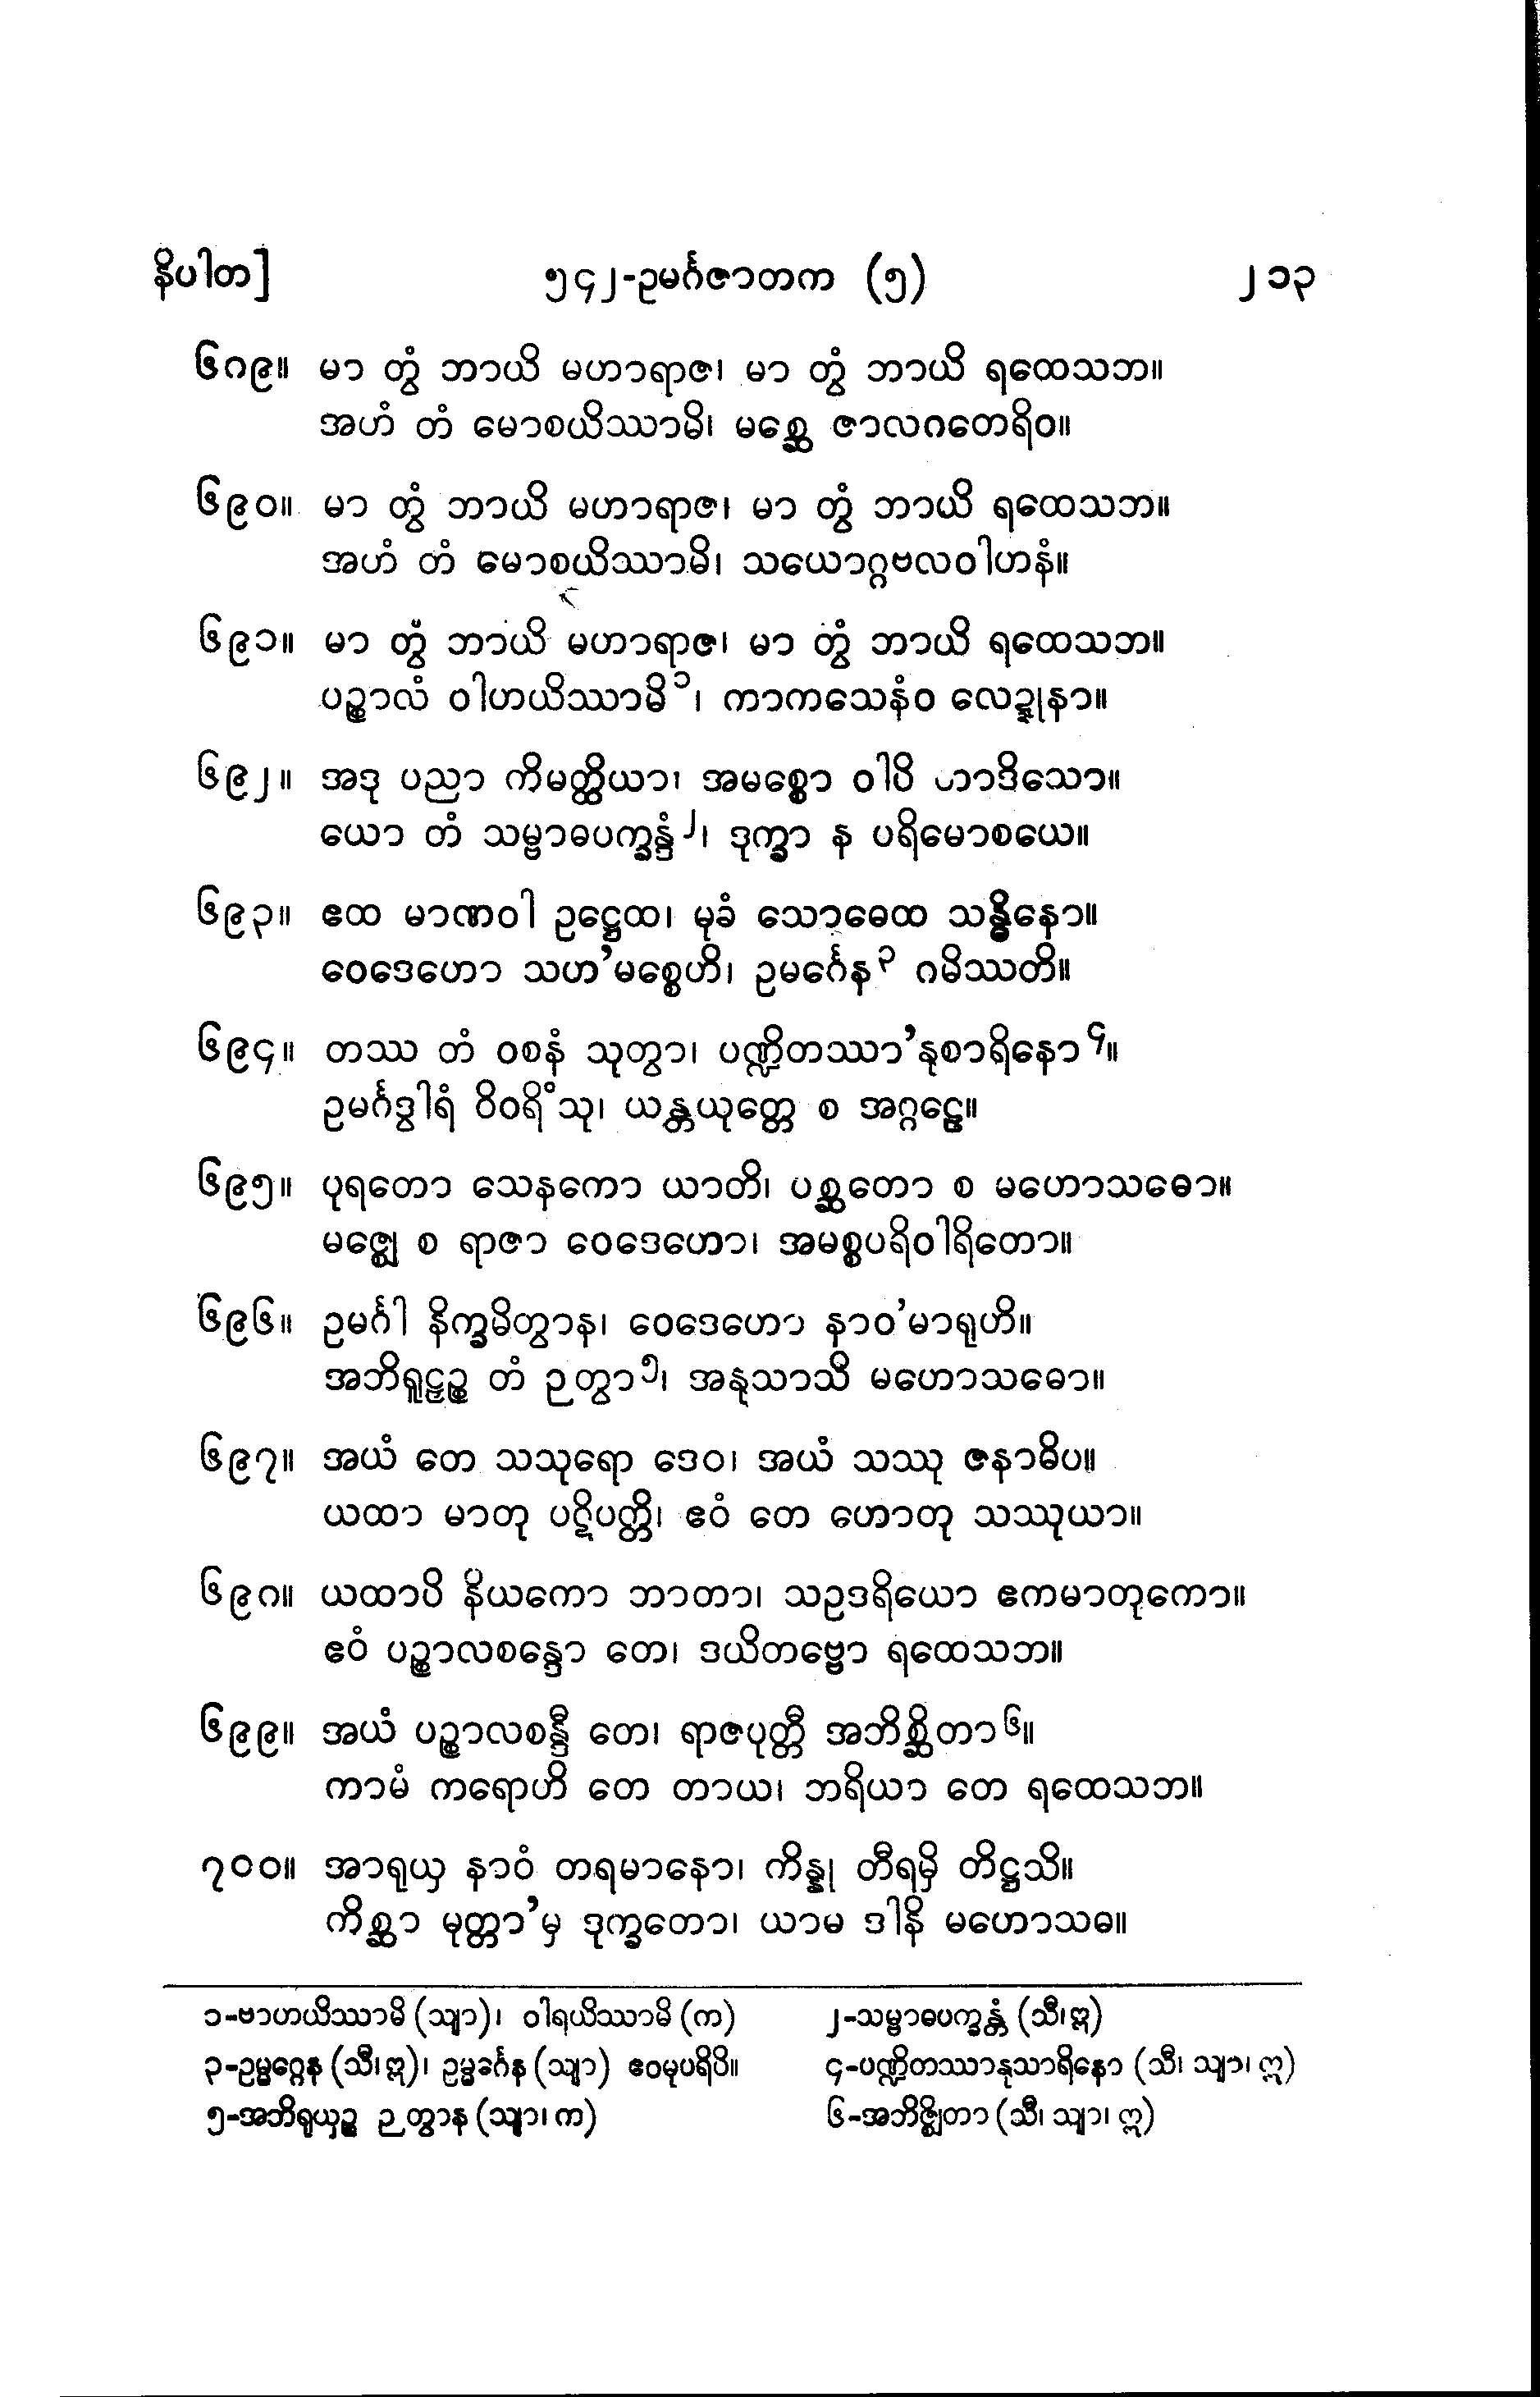 နိပါတ]
၅၄၂-ဥမင်္ဂဇာတက (၅)
၂၁၃
၆၈၉။ မာ တွံ ဘာယိ မဟာရာဇ၊ မာ တွံ ဘာယိ ရထေသဘ။
အဟံ တံ မောစယိဿာမိ၊ မစ္ဆေ ဇာလဂတေရိဝ။
၆၉၀။ မာ တွံ ဘာယိ မဟာရာဇ၊ မာ တွံ ဘာယိ ရထေသဘ။
အဟံ တံ မောစယိဿာမိ၊ သယောဂ္ဂဗလဝါဟနံ။
၆၉၁။ မာ တွံ ဘာယိ မဟာရာဇ၊ မာ တွံ ဘာယိ ရထေသဘ။
ပဉ္စာလံ ဝါဟယိဿာမိ၁၊ ကာကသေနံဝ လေဍ္ဍုနာ။
၆၉၂။ အဒု ပညာ ကိမတ္ထိယာ၊ အမစ္စော ဝါပိ တာဒိသော။
ယော တံ သမ္ဗာဓပက္ခန္ဒံ၂၊ ဒုက္ခာ န ပရိမောစယေ။
၆၉၃။ ဧထ မာဏဝါ ဥဋ္ဌေထ၊ မုခံ သောဓေထ သန္ဓိနော။
ဝေဒေဟော သဟ’မစ္စေဟိ၊ ဥမင်္ဂေန၃ ဂမိဿတိ။
၆၉၄။ တဿ တံ ဝစနံ သုတွာ၊ ပဏ္ဍိတဿာ’နုစာရိနော၄။
ဥမင်္ဂဒွါရံ ဝိဝရိံသု၊ ယန္တယုတ္တေ စ အဂ္ဂဠေ။
၆၉၅။ ပုရတော သေနကော ယာတိ၊ ပစ္ဆတော စ မဟောသဓော။
မဇ္ဈေ စ ရာဇာ ဝေဒေဟော၊ အမစ္စပရိဝါရိတော။
၆၉၆။ ဥမင်္ဂါ နိက္ခမိတွာန၊ ဝေဒေဟော နာဝ’မာရုဟိ။
အဘိရူဠှဉ္စ တံ ဉတွာ၅၊ အနုသာသိ မဟောသဓော။
၆၉၇။ အယံ တေ သသုရော ဒေဝ၊ အယံ သဿု ဇနာဓိပ။
ယထာ မာတု ပဋိပတ္တိ၊ ဧဝံ တေ ဟောတု သဿုယာ။
၆၉၈။ ယထာပိ နိယကော ဘာတာ၊ သဥဒရိယော ဧကမာတုကော။
ဧဝံ ပဉ္စာလစန္ဒော တေ၊ ဒယိတဗ္ဗော ရထေသဘ။
၆၉၉။ အယံ ပဉ္စာလစန္ဒီ တေ၊ ရာဇပုတ္တီ အဘိစ္ဆိတာ၆။
ကာမံ ကရောဟိ တေ တာယ၊ ဘရိယာ တေ ရထေသဘ။
၇၀၀။ အာရုယှ နာဝံ တရမာနော၊ ကိန္နု တီရမှိ တိဋ္ဌသိ။
ကိစ္ဆာ မုတ္တာ’မှ ဒုက္ခတော၊ ယာမ ဒါနိ မဟောသဓ။
၁-ဗာဟယိဿာမိ (သျာ)၊ ဝါရယိဿာမိ (က)
၂-သမ္ဗာဓပက္ခန္တံ (သီ၊ဣ)
၃-ဥမ္မဂ္ဂေန (သီ၊ဣ)၊ ဥမ္မင်္ဂေန (သျာ) ဧဝမုပရိပိ။
၄-ပဏ္ဍိတဿာနုသာရိနော (သီ၊ သျာ၊ ဣ)
၅-အဘိရုယှဉ္စ ဉတွာန (သျာ၊ က)
၆-အဘိဇ္ဈိတာ (သီ၊ သျာ၊ ဣ)